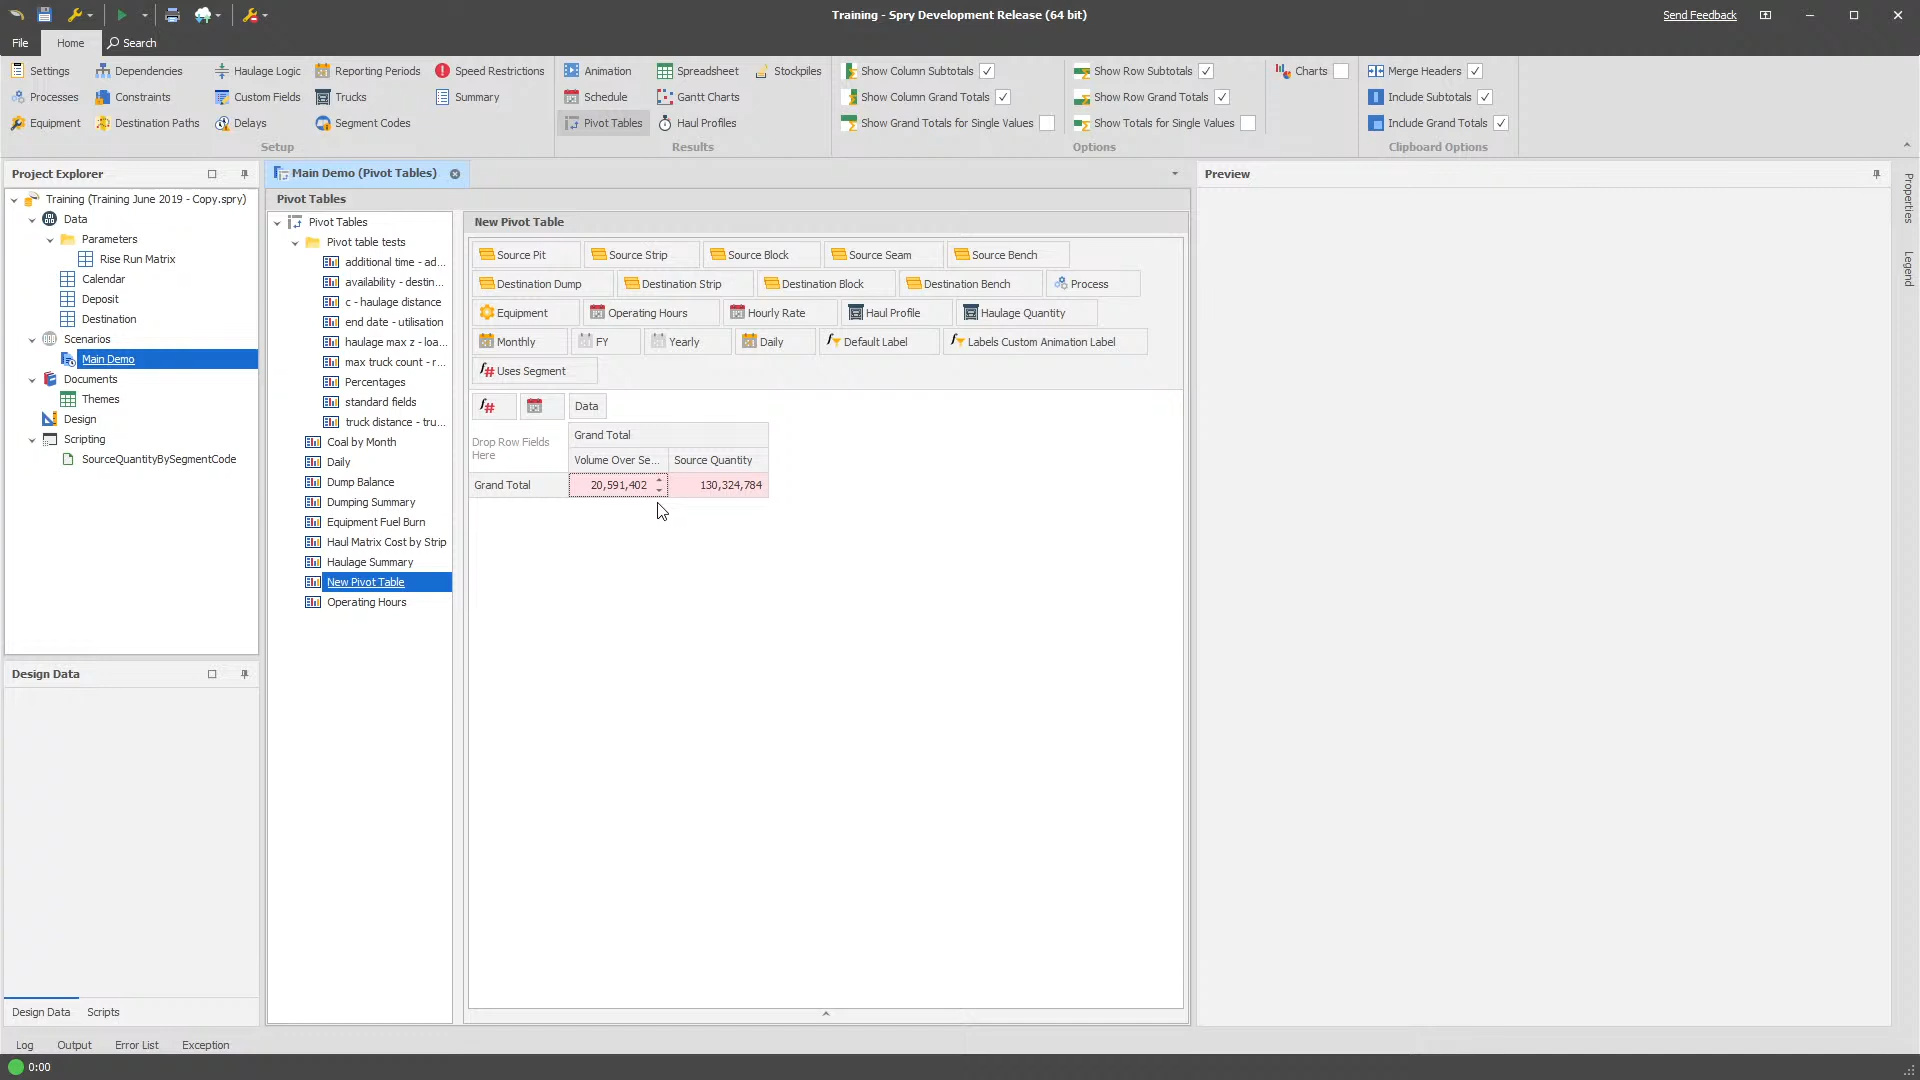 Training - Spry Development Release (64 bit)
Send Feedback
File
Home
Search
Settings
Dependencies
Haulage Logic
Reporting Periods
Speed Restrictions
Processes
Constraints
Custom Fields
Trucks
Summary
Equipment
Destination Paths
Delays
Segment Codes
Setup
Animation
Spreadsheet
Stockpiles
Schedule
Gantt Charts
Pivot Tables
Haul Profiles
Results
Show Column Subtotals
Show Row Subtotals
Charts
Show Column Grand Totals
Show Row Grand Totals
Show Grand Totals for Single Values
Show Totals for Single Values
Options
Merge Headers
Include Subtotals
Include Grand Totals
Clipboard Options
Project Explorer
Training (Training June 2019 - Copy.spry)
Data
Parameters
Rise Run Matrix
Calendar
Deposit
Destination
Scenarios
Main Demo
Documents
Themes
Design
Scripting
SourceQuantityBySegmentCode
Design Data
Design Data
Scripts
Main Demo (Pivot Tables)
Pivot Tables
Pivot Tables
Pivot table tests
additional time - ad...
availability - destin...
c - haulage distance
end date - utilisation
haulage max z - loa...
max truck count - r...
Percentages
standard fields
truck distance - tru...
Coal by Month
Daily
Dump Balance
Dumping Summary
Equipment Fuel Burn
Haul Matrix Cost by Strip
Haulage Summary
New Pivot Table
Operating Hours
New Pivot Table
Source Pit
Source Strip
Source Block
Source Seam
Source Bench
Destination Dump
Destination Strip
Destination Block
Destination Bench
Process
Equipment
Operating Hours
Hourly Rate
Haul Profile
Haulage Quantity
Monthly
FY
Yearly
Daily
Default Label
Labels Custom Animation Label
Uses Segment
Data
Drop Row Fields
Here
Grand Total
Volume Over Se...
Source Quantity
Grand Total
20,591,402
130,324,784
Preview
Properties
Legend
Log
Output
Error List
Exception
0:00